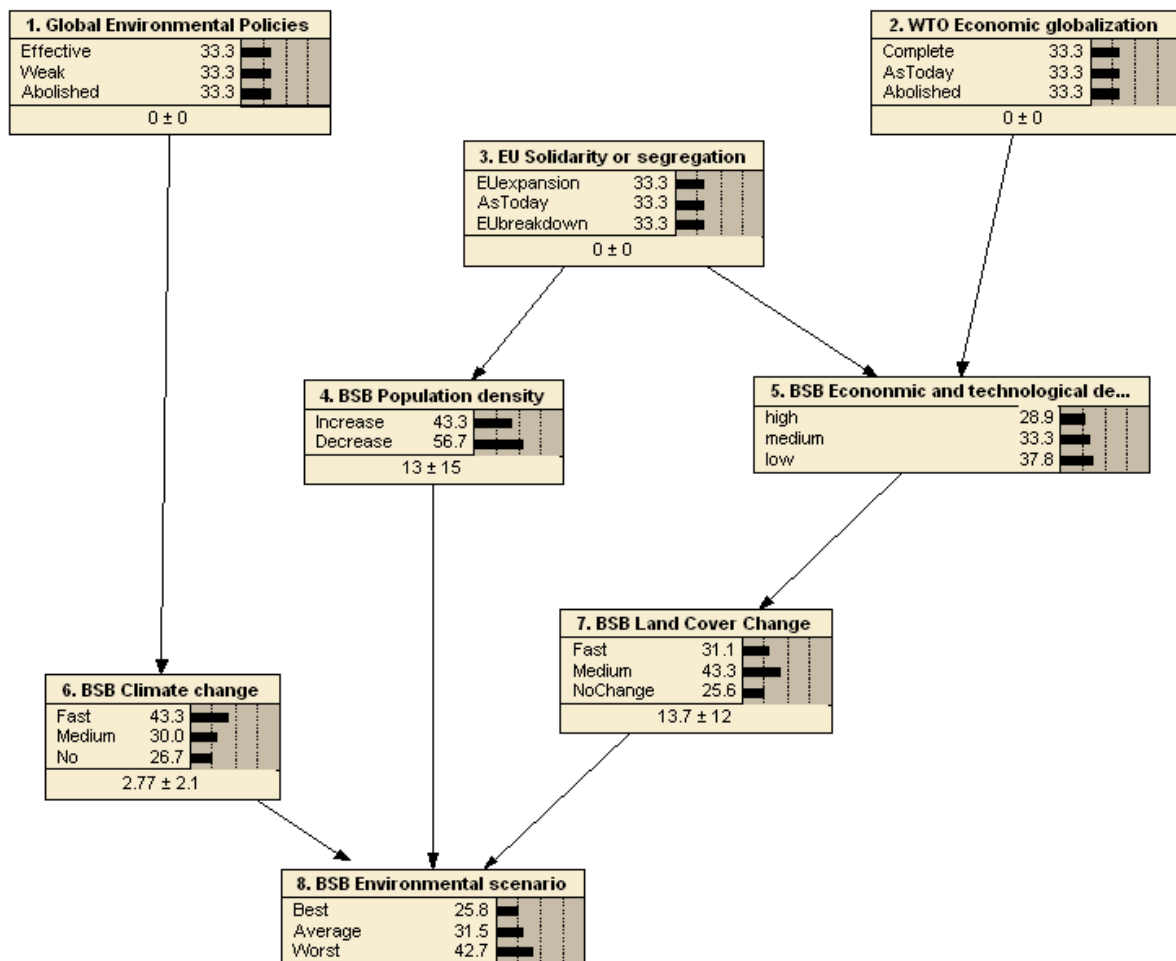 1. Global Environmental Policies
Effective 33.3
Weak 33.3
Abolished 33.3
0 ± 0
2. WTO Economic globalization
Complete 33.3
AsToday 33.3
Abolished 33.3
0 ± 0
3. EU Solidarity or segregation
EUexpansion 33.3
AsToday 33.3
EUbreakdown 33.3
0 ± 0
4. BSB Population density
Increase 43.3
Decrease 56.7
13 ± 15
5. BSB Econonmic and technological de...
high 28.9
medium 33.3
low 37.8
7. BSB Land Cover Change
Fast 31.1
Medium 43.3
NoChange 25.6
13.7 ± 12
6. BSB Climate change
Fast 43.3
Medium 30.0
No 26.7
2.77 ± 2.1
8. BSB Environmental scenario
Best 25.8
Average 31.5
Worst 42.7